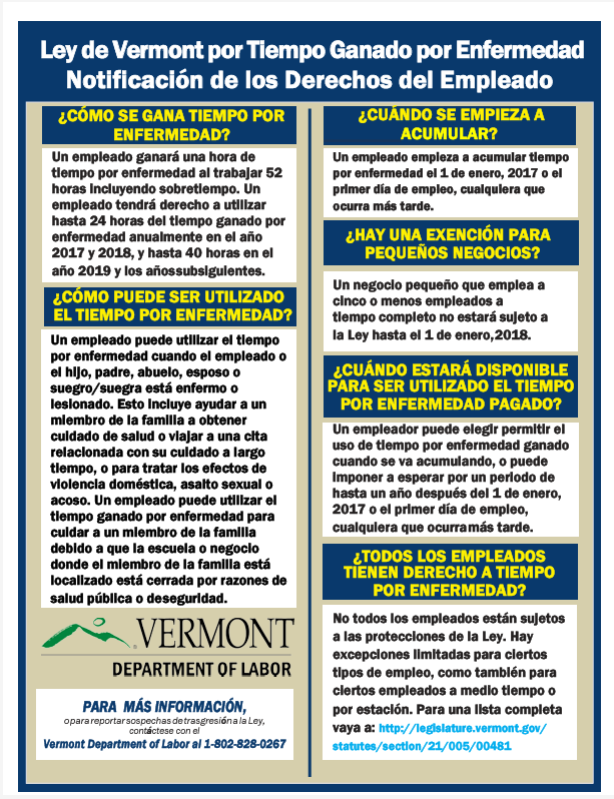 Ley de Vermont por Tiempo Ganado por Enfermedad
Notificación de los Derechos del Empleado
¿CÓMO SE GANA TIEMPO POR
ENFERMEDAD?
Un empleado ganará una hora de
tiempo por enfermedad al trabajar 52
horas incluyendo sobretiempo. Un
empleado tendrá derecho a utilizar
hasta 24 horas del tiempo ganado por
enfermedad anualmente en el año
2017 y 2018, y hasta 40 horas en el
año 2019 y los añossubsiguientes.
¿CÓMO PUEDE SER UTILIZADO
EL TIEMPO POR ENFERMEDAD?
Un empleado puede utilizar el tiempo
por enfermedad cuando el empleado o
el hijo, padre, abuelo, esposo o
suegro/suegra está enfermo o
lesionado. Esto incluye ayudar a un
miembro de la familia a obtener
cuidado de salud o viajar a una cita
relacionada con su cuidado a largo
tiempo, o para tratar los efectos de
violencia doméstica, asalto sexual o
acoso. Un empleado puede utilizar el
tiempo ganado por enfermedad para
cuidar a un miembro de la familia
debido a que la escuela o negocio
donde el miembro de la familia está
localizado está cerrada por razones de
salud pública o deseguridad.
VERMONT
DEPARTMENT OF LABOR
PARA MÁS INFORMACIÓN,
o para reportar sospechas de trasgresión a la Ley,
contáctese con el
Vermont Department of Labor al 1-802-828-0267
¿CUÁNDO SE EMPIEZA A
ACUMULAR?
Un empleado empieza a acumular tiempo
por enfermedad el 1 de enero, 2017 o el
primer día de empleo, cualquiera que
ocurra más tarde.
¿HAY UNA EXENCIÓN PARA
PEQUEÑOS NEGOCIOS?
Un negocio pequeño que emplea a
cinco o menos empleados a
tiempo completo no estará sujeto a
la Ley hasta el 1 de enero,2018.
¿CUÁNDO ESTARÁ DISPONIBLE
PARA SER UTILIZADO EL TIEMPO
POR ENFERMEDAD PAGADO?
Un empleador puede elegir permitir el
uso de tiempo por enfermedad ganado
cuando se va acumulando, o puede
imponer a esperar por un periodo de
hasta un año después del 1 de enero,
2017 o el primer día de empleo,
cualquiera que ocurramás tarde.
¿TODOS LOS EMPLEADOS
TIENEN DERECHO A TIEMPO
POR ENFERMEDAD?
No todos los empleados están sujetos
a las protecciones de la Ley. Hay
excepciones limitadas para ciertos
tipos de empleo, como también para
ciertos empleados a medio tiempo o
por estación. Para una lista completa
vaya a: http://legislature.vermont.gov/
statutes/section/21/005/00481